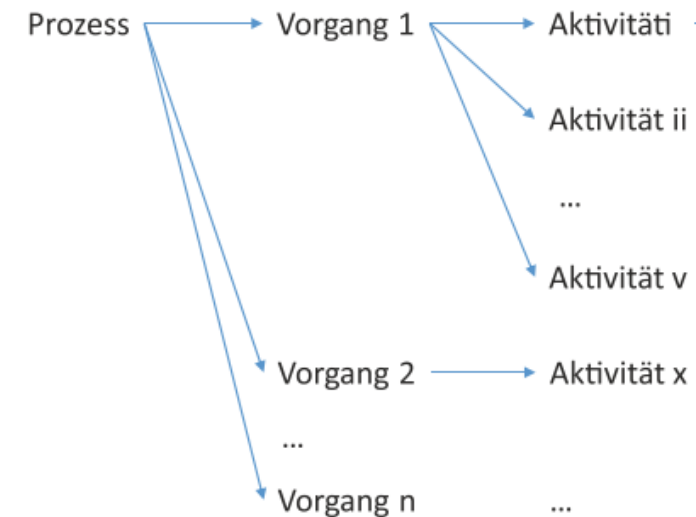 Prozess Vorgang 1 Aktivitäti
Aktivität ii
...
Aktivität v
Vorgang 2 Aktivität x
...
Vorgang n ...